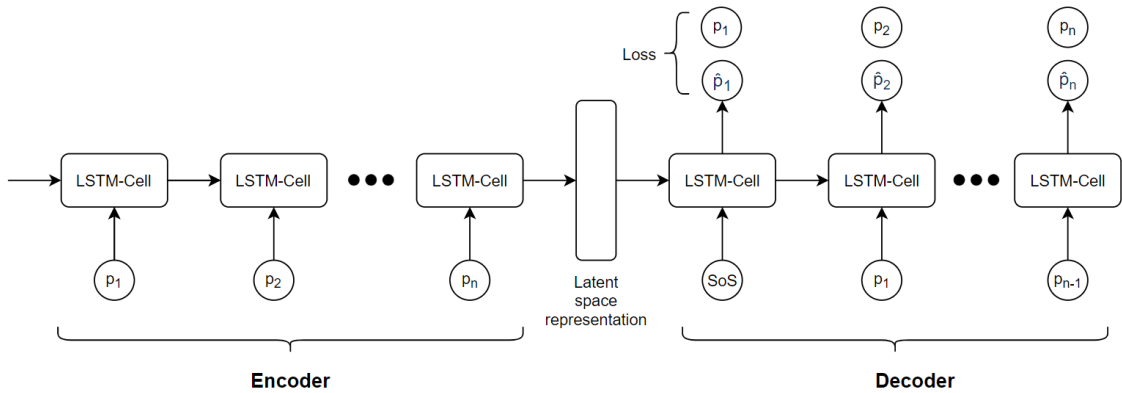 p1 p2 pn
Loss
p̂1 p̂2 p̂n
LSTM-Cell LSTM-Cell LSTM-Cell LSTM-Cell LSTM-Cell LSTM-Cell
p1 p2 pn SoS p1 pn-1
Latent
space
representation
Encoder Decoder